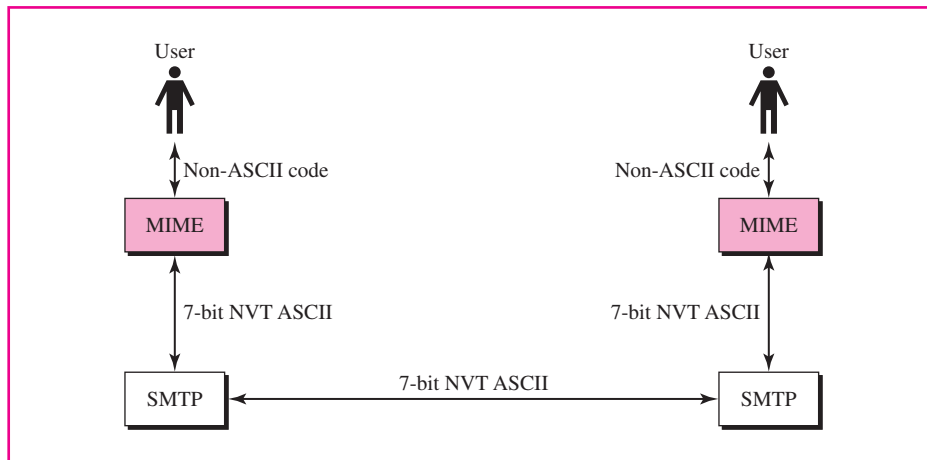 User User
Non-ASCII code Non-ASCII code
MIME MIME
7-bit NVT ASCII 7-bit NVT ASCII
7-bit NVT ASCII
SMTP SMTP